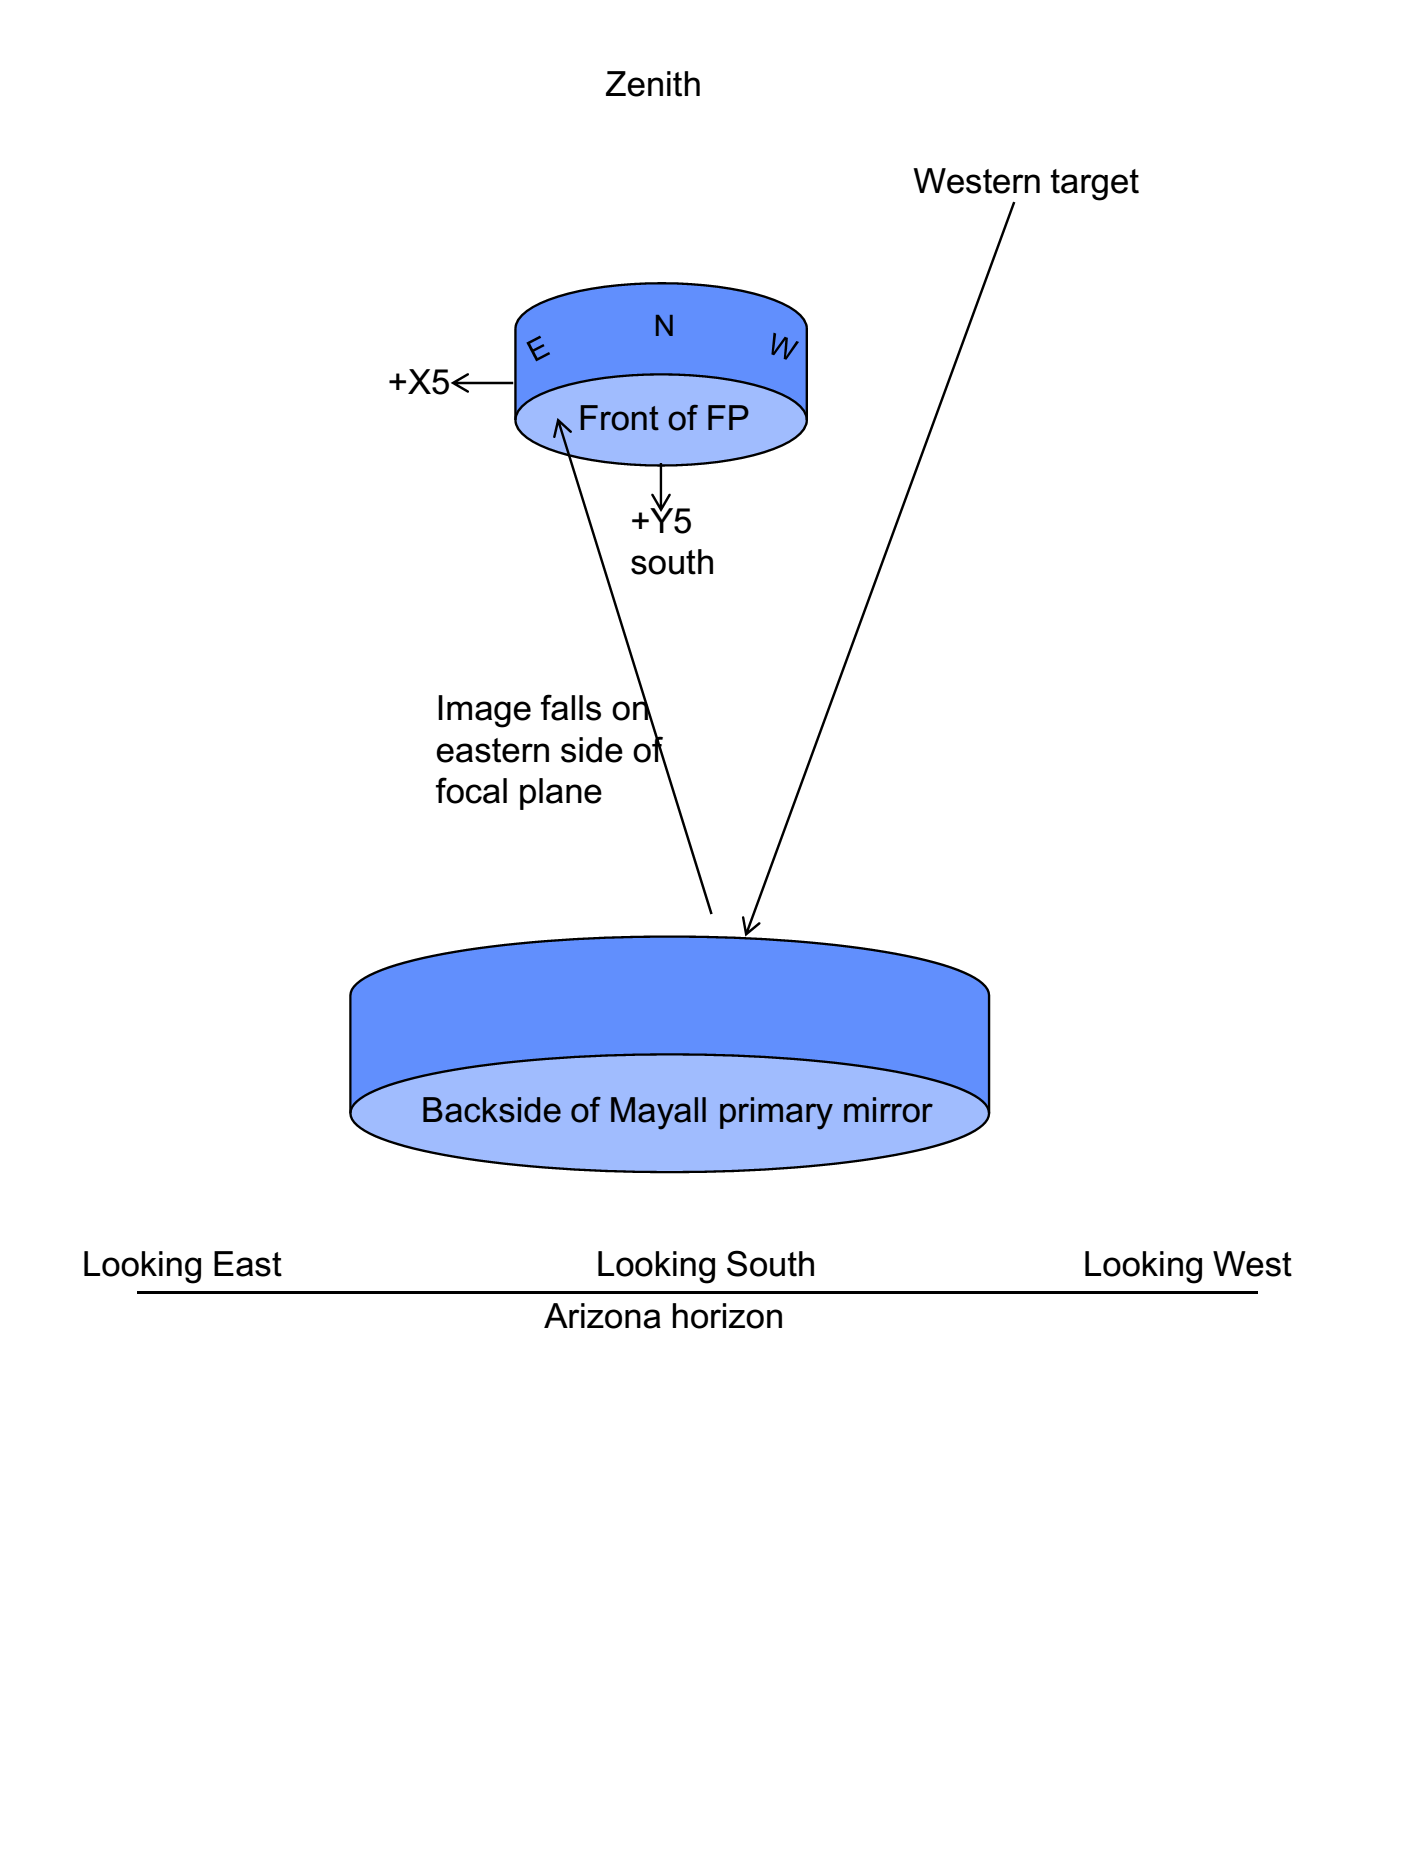 Zenith
Western target
N
E
W
+X5
Front of FP
+Y5
south
Image falls on
eastern side of
focal plane
Backside of Mayall primary mirror
Looking East
Looking South
Looking West
Arizona horizon